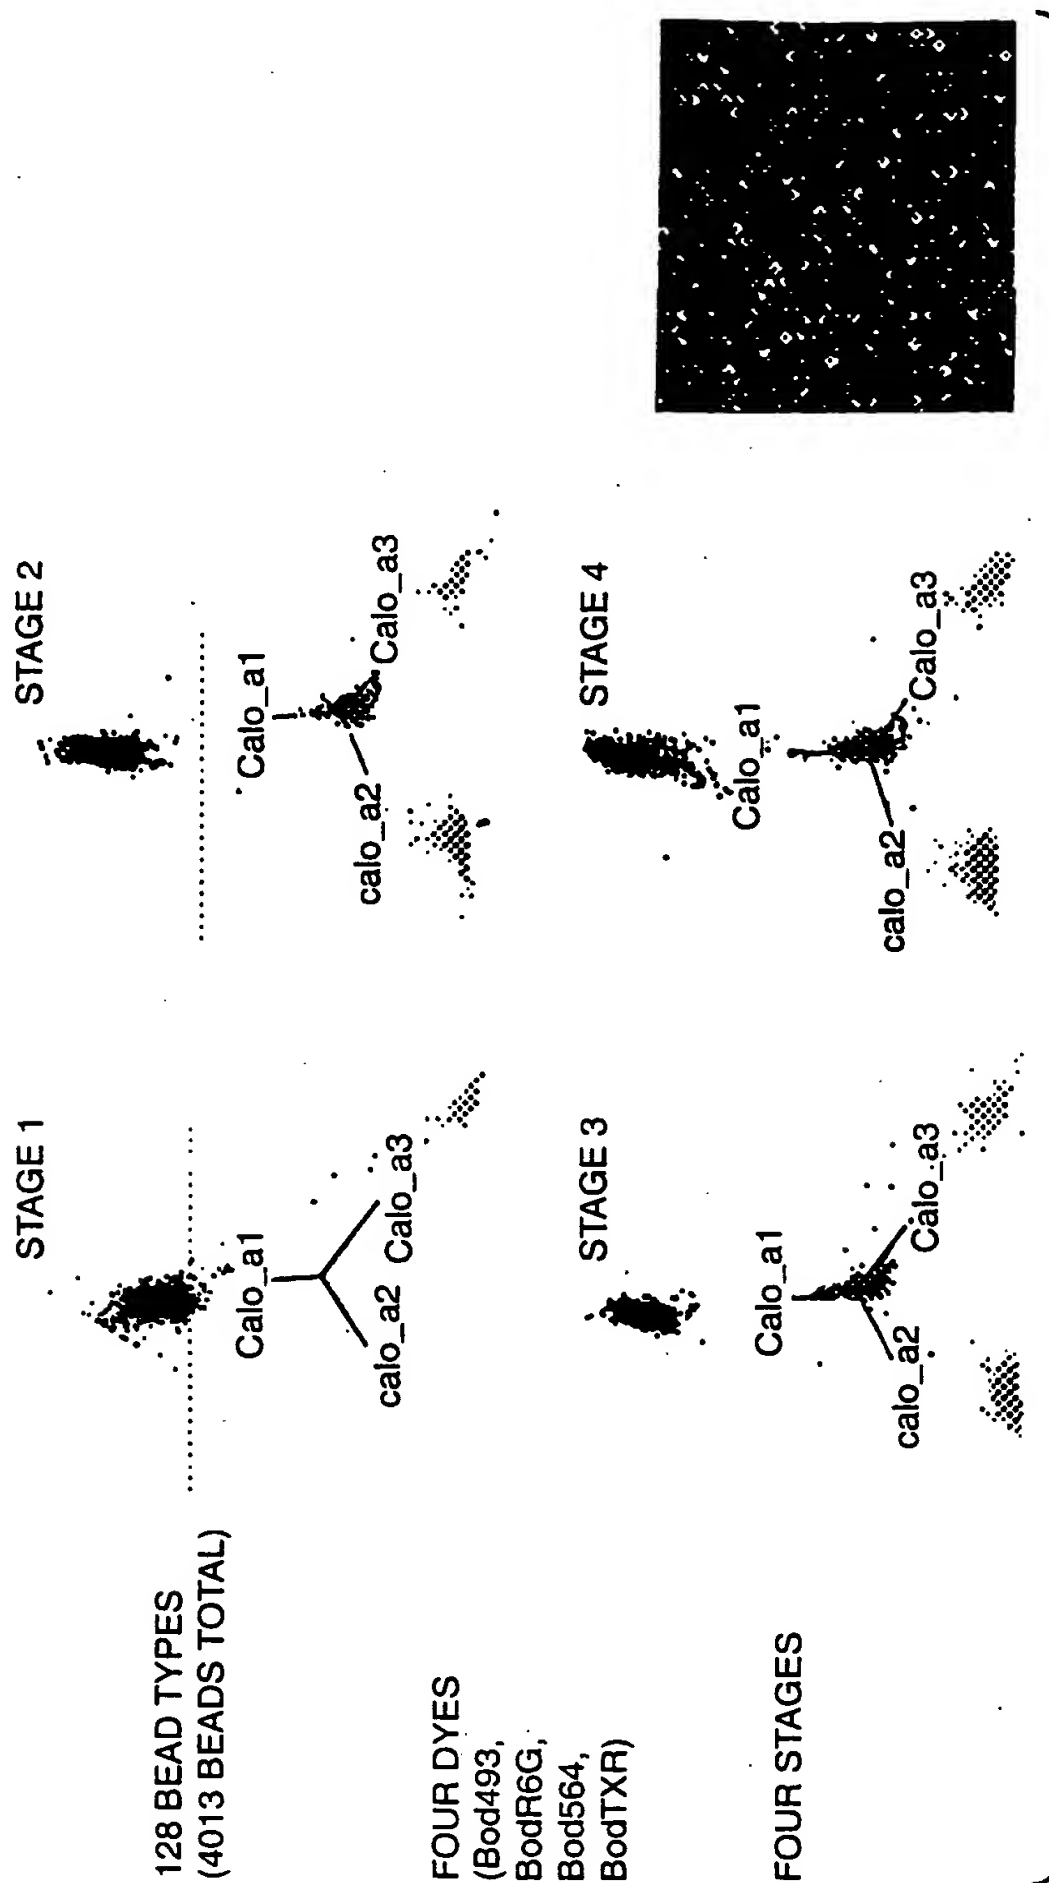 128 BEAD TYPES
(4013 BEADS TOTAL)
FOUR DYES
(Bod493,
BodR6G,
Bod564,
BodTXR)
FOUR STAGES
STAGE 1
Calo_a1
calo_a2
Calo_a3
STAGE 2
Calo_a1
calo_a2
Calo_a3
STAGE 3
Calo_a1
calo_a2
Calo_a3
STAGE 4
Calo_a1
calo_a2
Calo_a3